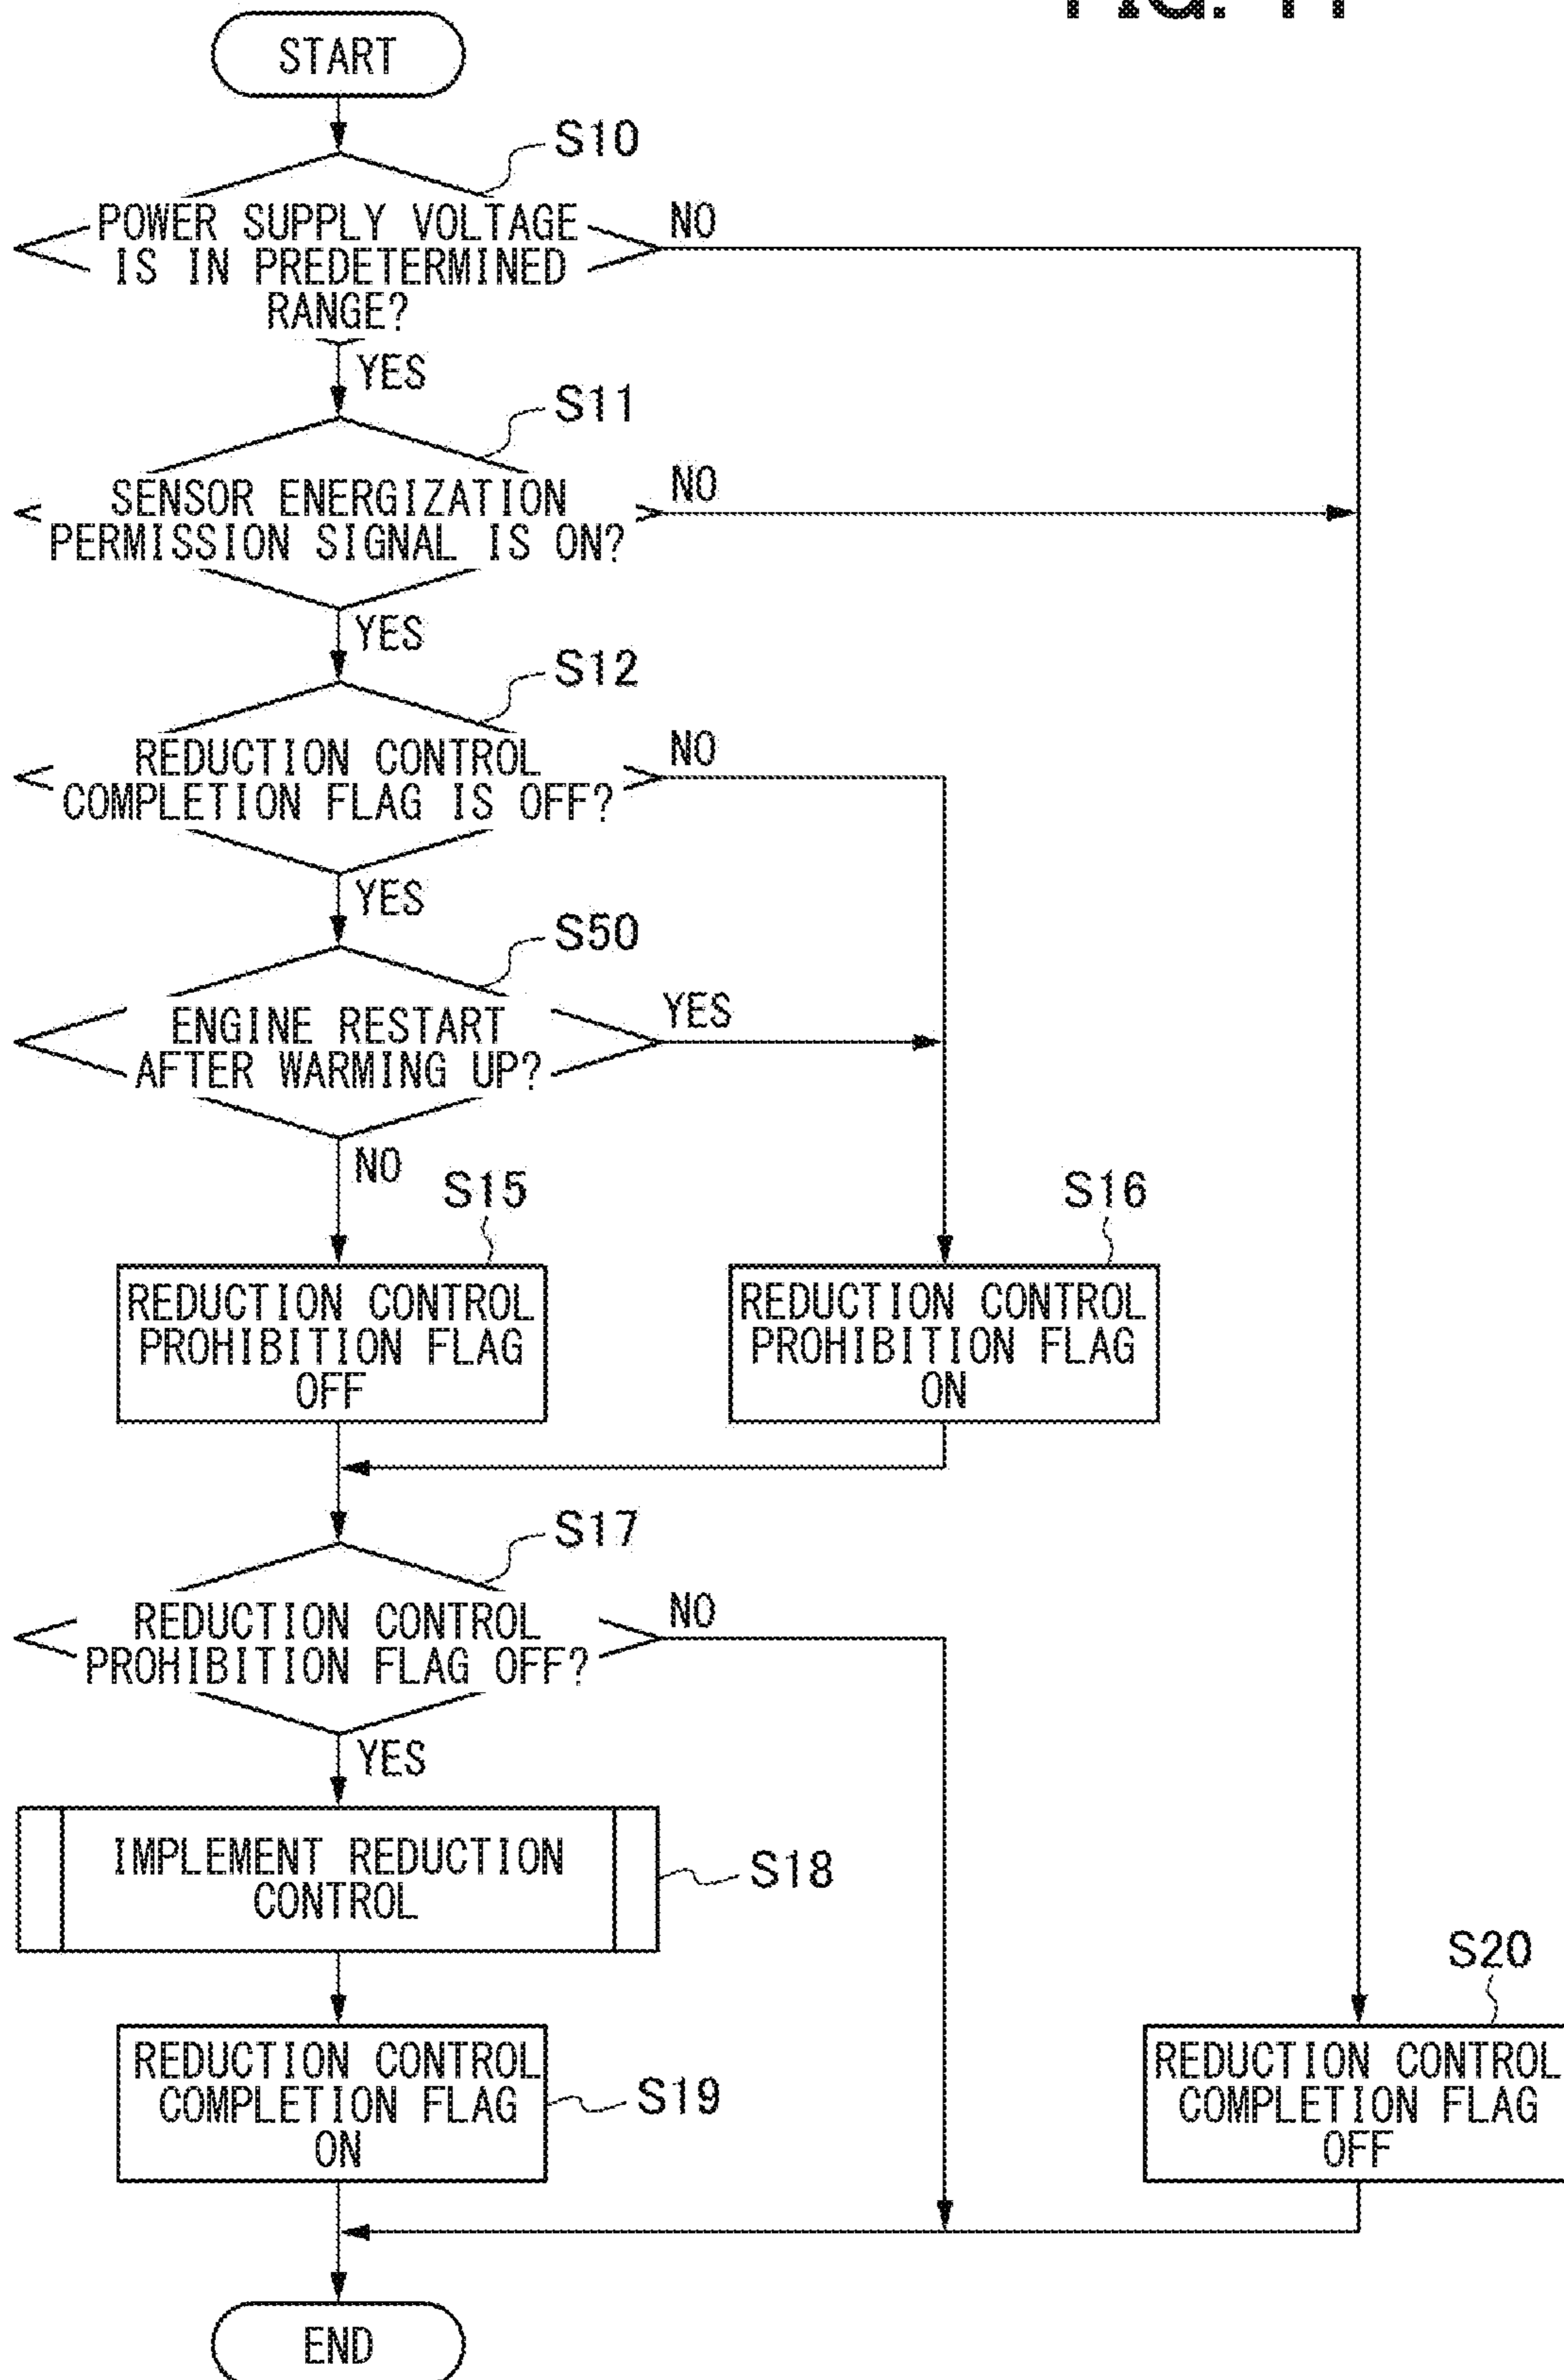 START
S10
POWER SUPPLY VOLTAGE
IS IN PREDETERMINED
RANGE?
NO
YES
S11
SENSOR ENERGIZATION
PERMISSION SIGNAL IS ON?
NO
YES
S12
REDUCTION CONTROL
COMPLETION FLAG IS OFF?
NO
YES
S50
ENGINE RESTART
AFTER WARMING UP?
YES
NO
S15
REDUCTION CONTROL
PROHIBITION FLAG
OFF
S16
REDUCTION CONTROL
PROHIBITION FLAG
ON
S17
REDUCTION CONTROL
PROHIBITION FLAG OFF?
NO
YES
IMPLEMENT REDUCTION
CONTROL
S18
REDUCTION CONTROL
COMPLETION FLAG
ON
S19
S20
REDUCTION CONTROL
COMPLETION FLAG
OFF
END